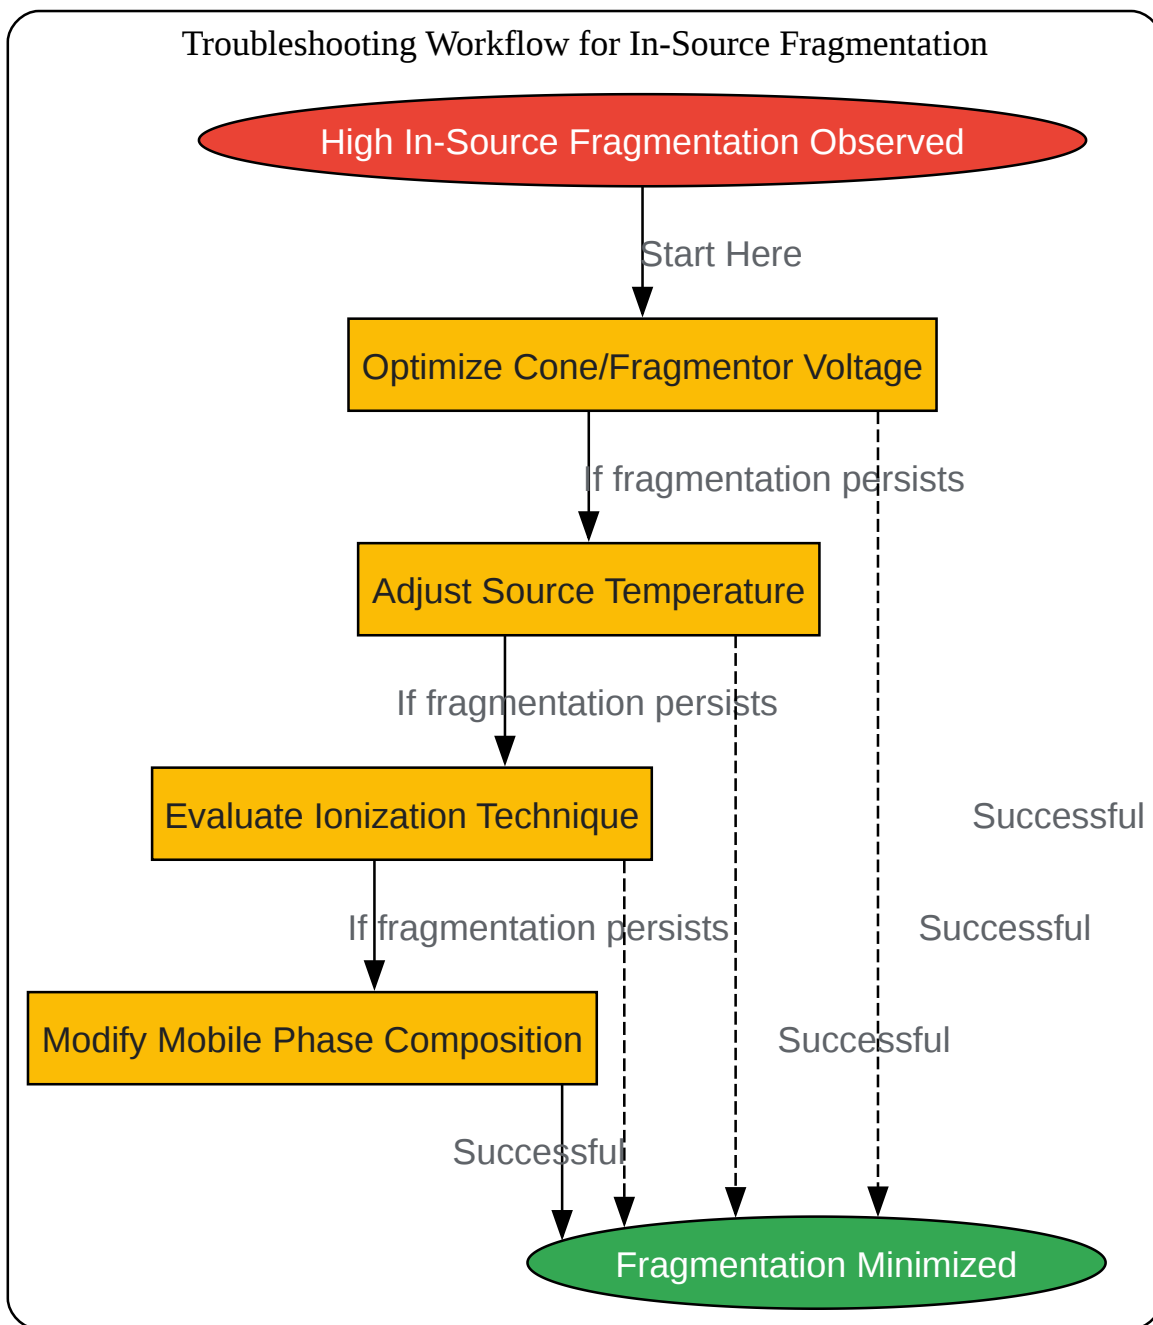 Troubleshooting Workflow for In-Source Fragmentation
High In-Source Fragmentation Observed
Start Here
Optimize Cone/Fragmentor Voltage
If fragmentation persists
Adjust Source Temperature
If fragmentation persists
Evaluate Ionization Technique
Successful
If fragmentation persists
Successful
Modify Mobile Phase Composition
Successful
Successful
Fragmentation Minimized